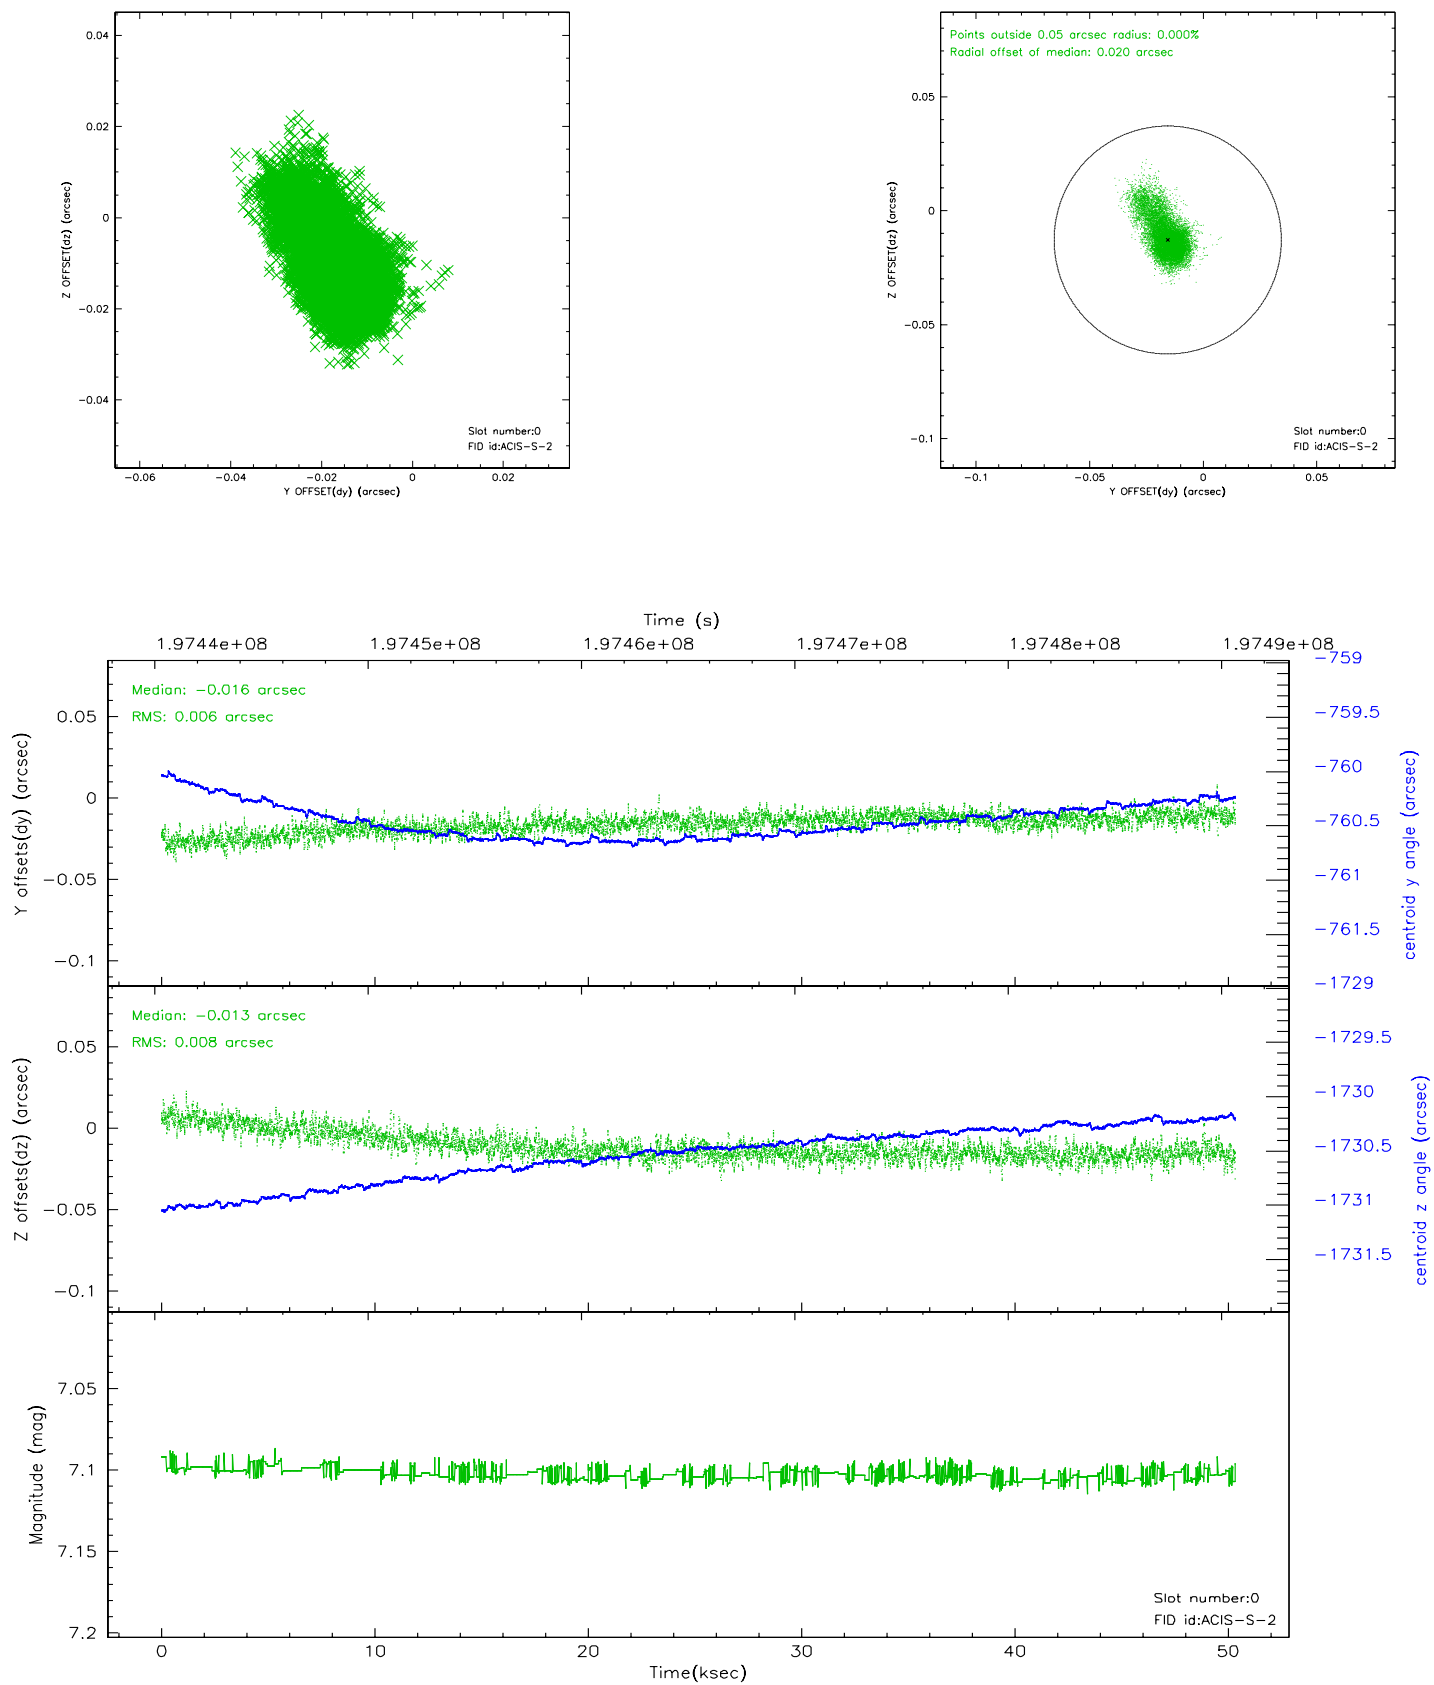 0.04
0.02
0
-0.02
-0.04
Z OFFSET(dz) (arcsec)
-0.06
-0.04
-0.02
0
0.02
Y OFFSET(dy) (arcsec)
Slot number:0
FID id:ACIS-S-2
Points outside 0.05 arcsec radius: 0.000%
Radial offset of median: 0.020 arcsec
0.05
0
-0.05
-0.1
Z OFFSET(dz) (arcsec)
-0.1
-0.05
0
0.05
Y OFFSET(dy) (arcsec)
Slot number:0
FID id:ACIS-S-2
Time (s)
1.9744e+08
1.9745e+08
1.9746e+08
1.9747e+08
1.9748e+08
1.9749e+08
Median: -0.016 arcsec
RMS: 0.006 arcsec
0.05
0
-0.05
-0.1
Y offsets(dy) (arcsec)
-759
-759.5
-760
-760.5
-761
-761.5
centroid y angle (arcsec)
Median: -0.013 arcsec
RMS: 0.008 arcsec
0.05
0
-0.05
-0.1
Z offsets(dz) (arcsec)
-1729
-1729.5
-1730
-1730.5
-1731
-1731.5
centroid z angle (arcsec)
7.05
7.1
7.15
7.2
Magnitude (mag)
Slot number:0
FID id:ACIS-S-2
0
10
20
30
40
50
Time(ksec)